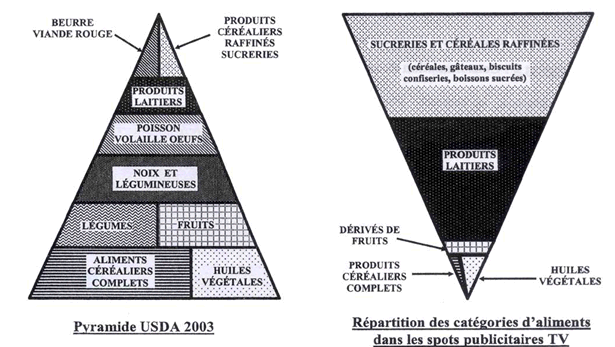 BEURRE
VIANDE ROUGE
PRODUITS
CÉRÉALIERS
RAFFINÉS
SUCRERIES
PRODUITS
LAITIERS
POISSON
VOLAILLE OEUFS
NOIX ET
LÉGUMINEUSES
LÉGUMES
FRUITS
ALIMENTS
CÉRÉALIERS
COMPLETS
HUILES
VÉGÉTALES
Pyramide USDA 2003
SUCRERIES ET CÉRÉALES RAFFINÉES
(céréales, gâteaux, biscuits
confiseries, boissons sucrées)
PRODUITS
LAITIERS
DÉRIVÉS DE
FRUITS
PRODUITS
CÉRÉALIERS
COMPLETS
HUILES
VÉGÉTALES
Répartition des catégories d'aliments
dans les spots publicitaires TV